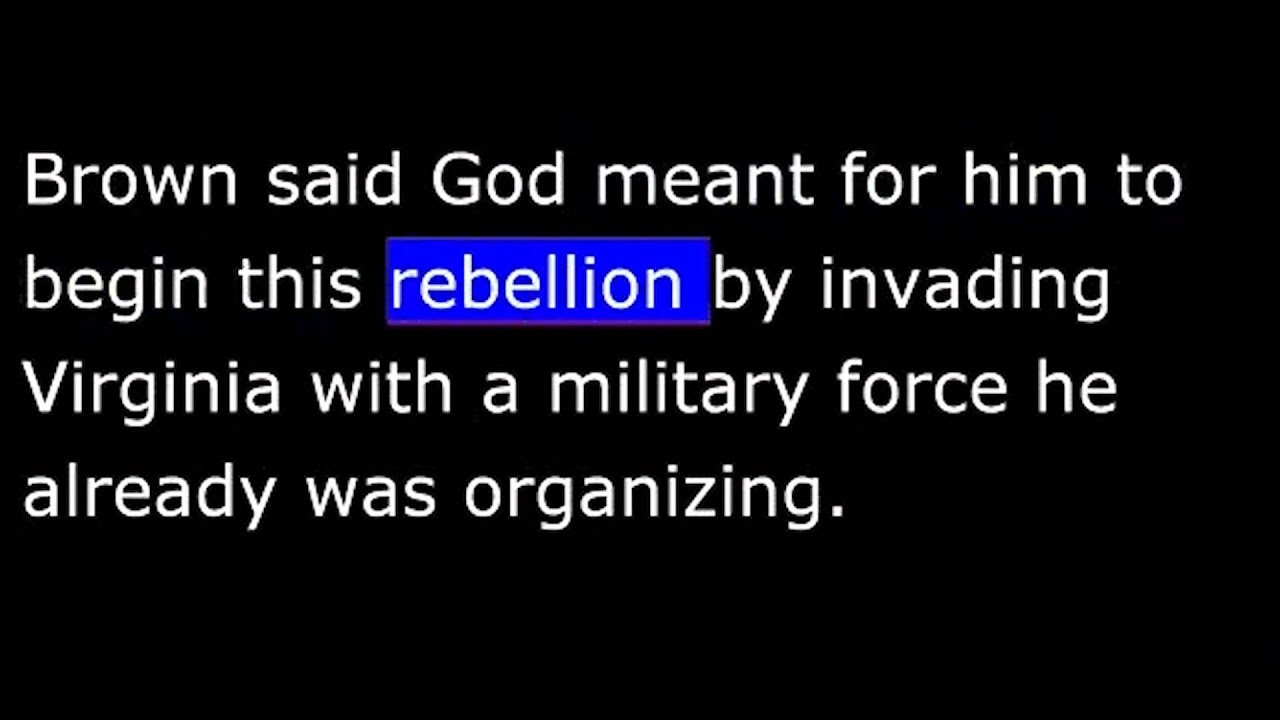 Brown said God meant for him to
begin this rebellion by invading
Virginia with a military force he
already was organizing.